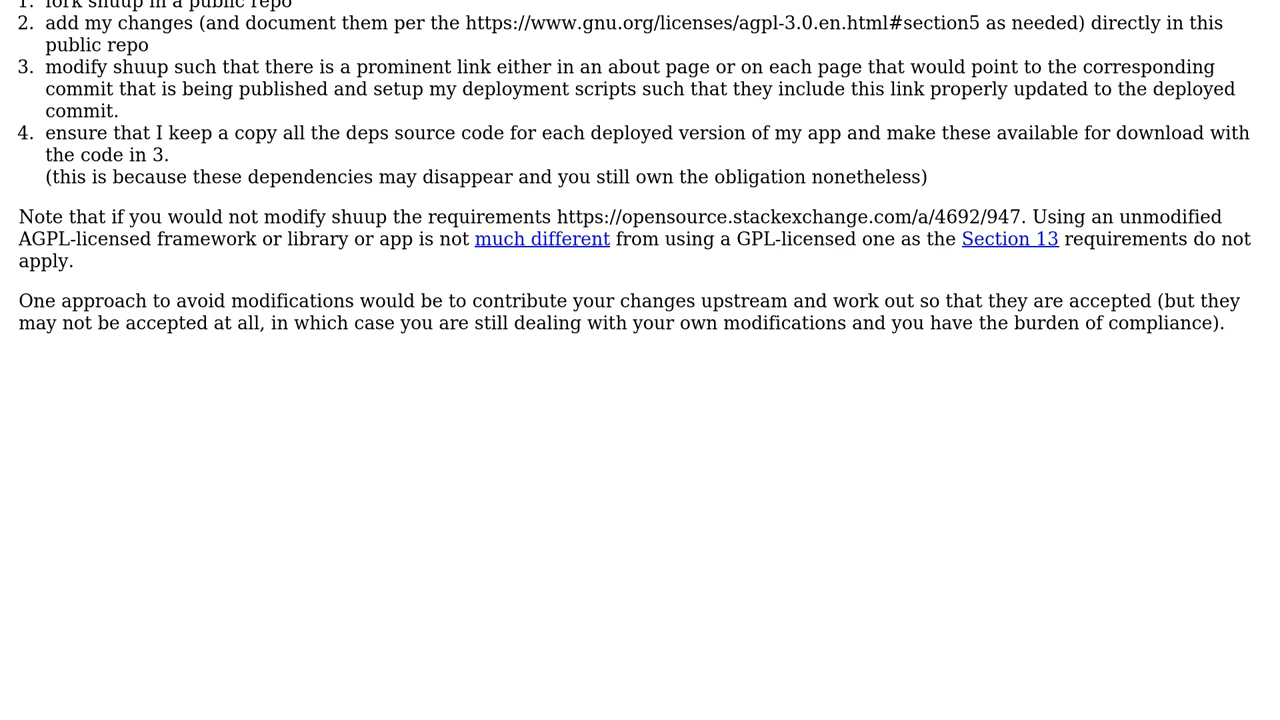 1. fork shuup in a public repo
2. add my changes (and document them per the https://www.gnu.org/licenses/agpl-3.0.en.html#section5 as needed) directly in this
public repo
3. modify shuup such that there is a prominent link either in an about page or on each page that would point to the corresponding
commit that is being published and setup my deployment scripts such that they include this link properly updated to the deployed
commit.
4. ensure that I keep a copy all the deps source code for each deployed version of my app and make these available for download with
the code in 3.
(this is because these dependencies may disappear and you still own the obligation nonetheless)
Note that if you would not modify shuup the requirements https://opensource.stackexchange.com/a/4692/947. Using an unmodified
AGPL-licensed framework or library or app is not much different from using a GPL-licensed one as the Section 13 requirements do not
apply.
One approach to avoid modifications would be to contribute your changes upstream and work out so that they are accepted (but they
may not be accepted at all, in which case you are still dealing with your own modifications and you have the burden of compliance).